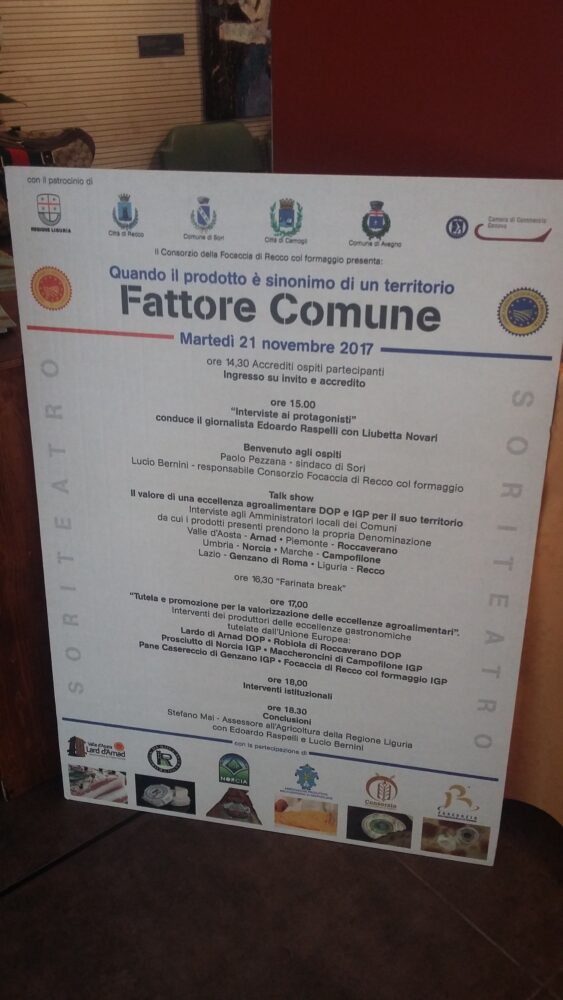 con il patrocinio di
REGIONE LIGURIA
Città di Recco
Comune di Sori
Città di Camogli
Comune di Avegno
Camera di Commercio
Genova
Il Consorzio della Focaccia di Recco col formaggio presenta:
Quando il prodotto è sinonimo di un territorio
Fattore Comune
Martedì 21 novembre 2017
ore 14,30 Accrediti ospiti partecipanti
Ingresso su invito e accredito
ore 15.00
"Interviste ai protagonisti"
conduce il giornalista Edoardo Raspelli con Liubetta Novari
Benvenuto agli ospiti
Paolo Pezzana - sindaco di Sori
Lucio Bernini - responsabile Consorzio Focaccia di Recco col formaggio
Talk show
Il valore di una eccellenza agroalimentare DOP e IGP per il suo territorio
Interviste agli Amministratori locali dei Comuni
da cui i prodotti presenti prendono la propria Denominazione
Valle d'Aosta - Arnad • Piemonte - Roccaverano
Umbria - Norcia • Marche - Campofilone
Lazio - Genzano di Roma • Liguria - Recco
ore 16,30 "Farinata break"
ore 17,00
"Tutela e promozione per la valorizzazione delle eccellenze agroalimentari".
Interventi dei produttori delle eccellenze gastronomiche
tutelate dall'Unione Europea:
Lardo di Arnad DOP • Robiola di Roccaverano DOP
Prosciutto di Norcia IGP • Maccheroncini di Campofilone IGP
Pane Casereccio di Genzano IGP • Focaccia di Recco col formaggio IGP
ore 18,00
Interventi istituzionali
ore 18.30
Conclusioni
Stefano Mai - Assessore all'Agricoltura della Regione Liguria
con Edoardo Raspelli e Lucio Bernini
SORITEATRO
SORITEATRO
con la partecipazione di
Valle d'Aosta
Lard d'Arnad
R
NORCIA
Consorzio
R